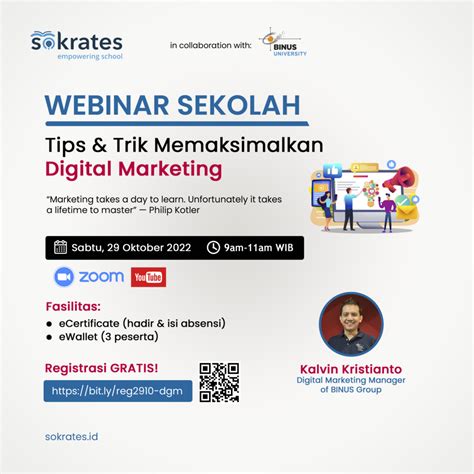 sokrates
empowering school
in collaboration with:
BINUS
UNIVERSITY
WEBINAR SEKOLAH
Tips & Trik Memaksimalkan
Digital Marketing
“Marketing takes a day to learn. Unfortunately it takes
a lifetime to master” — Philip Kotler
Sabtu, 29 Oktober 2022
9am-11am WIB
zoom
YouTube
Fasilitas:
• eCertificate (hadir & isi absensi)
• eWallet (3 peserta)
Registrasi GRATIS!
https://bit.ly/reg2910-dgm
Kalvin Kristianto
Digital Marketing Manager
of BINUS Group
sokrates.id